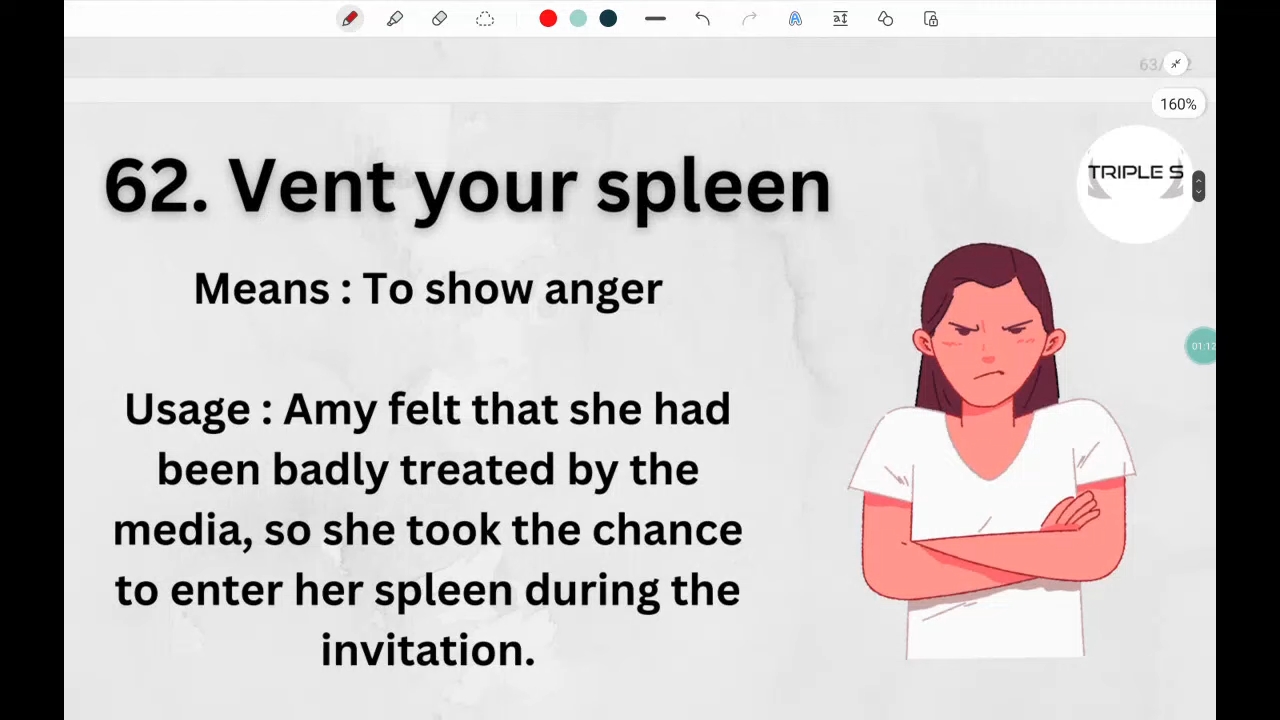 63/
160%
TRIPLE S
62. Vent your spleen
Means : To show anger
01:12
Usage : Amy felt that she had
been badly treated by the
media, so she took the chance
to enter her spleen during the
invitation.